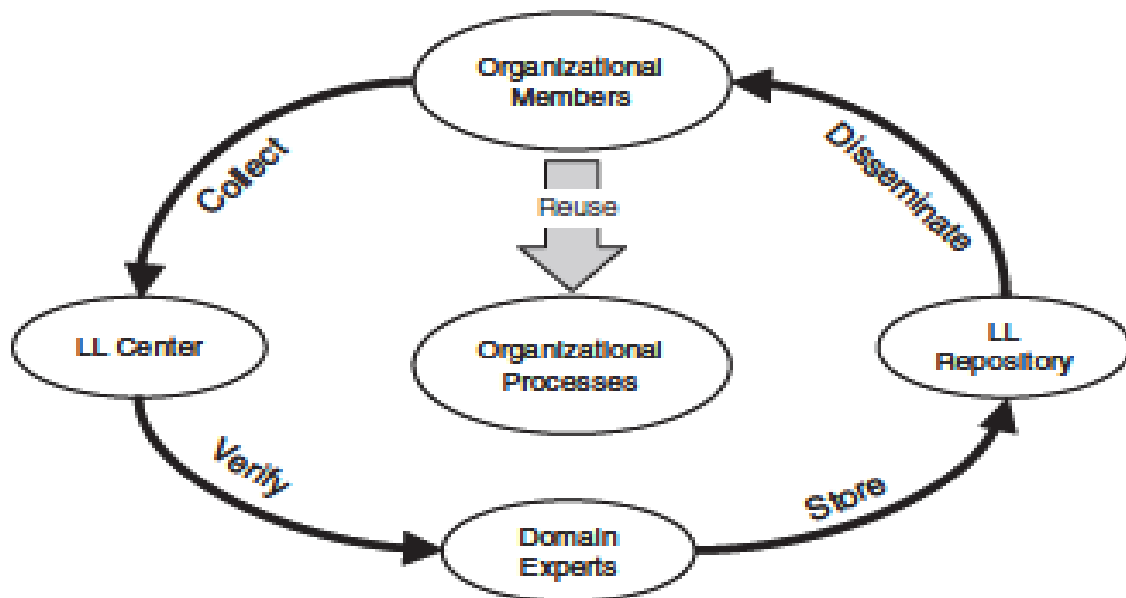 Organizational
Members
Collect
Disseminate
Reuse
LL Center
Organizational
Processes
LL
Repository
Verify
Store
Domain
Experts